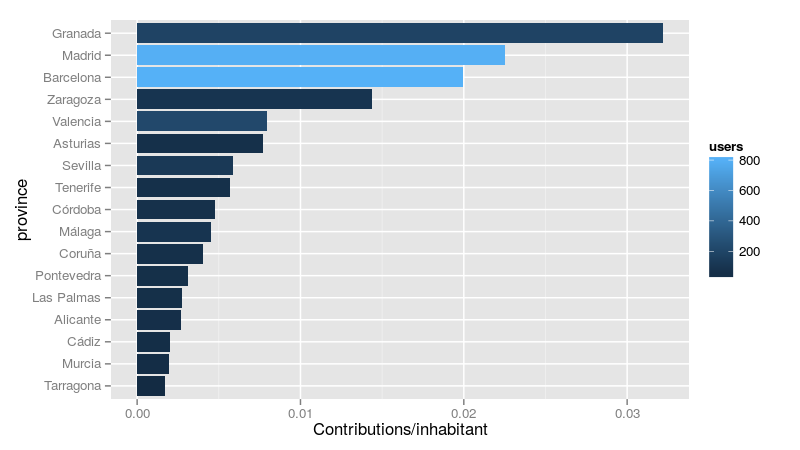 Granada
Madrid
Barcelona
Zaragoza
Valencia
Asturias
Sevilla
Tenerife
Córdoba
Málaga
Coruña
Pontevedra
Las Palmas
Alicante
Cádiz
Murcia
Tarragona
province
0.00 0.01 0.02 0.03
Contributions/inhabitant
users
800
600
400
200